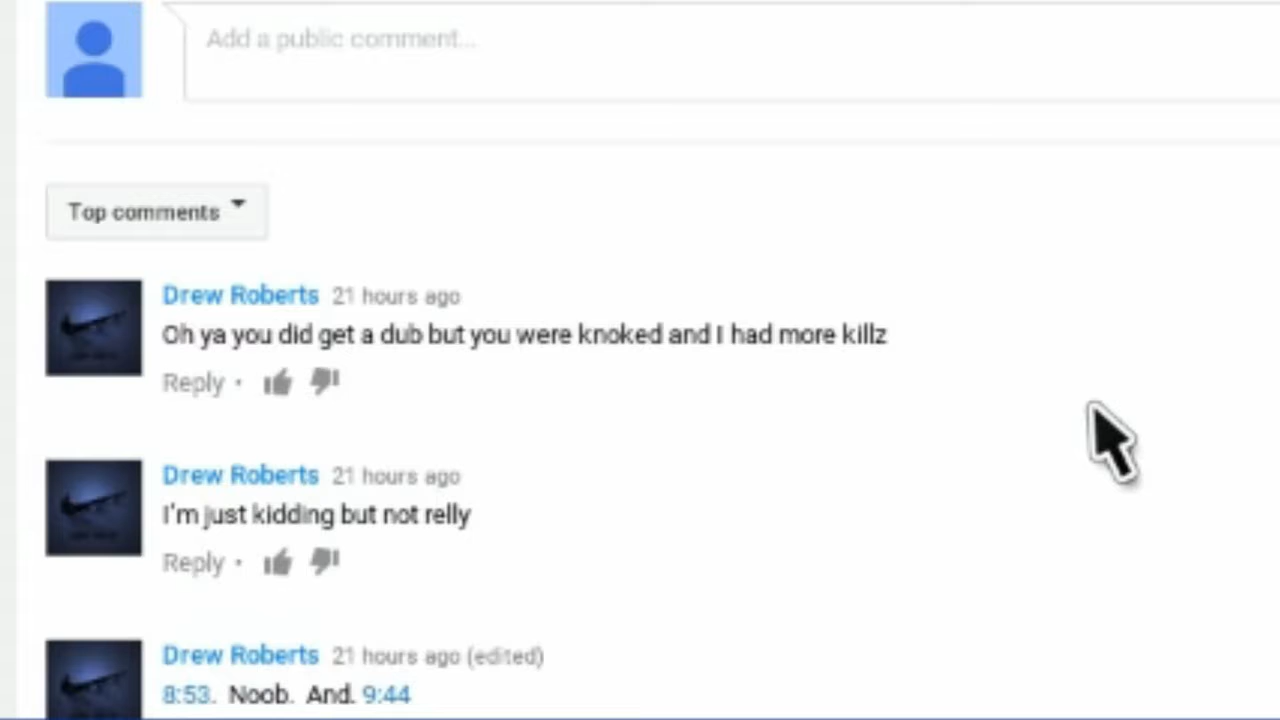 Add a public comment...
Top comments
Drew Roberts 21 hours ago
Oh ya you did get a dub but you were knoked and I had more killz
Reply •
Drew Roberts 21 hours ago
I'm just kidding but not relly
Reply •
Drew Roberts 21 hours ago (edited)
8:53. Noob. And. 9:44